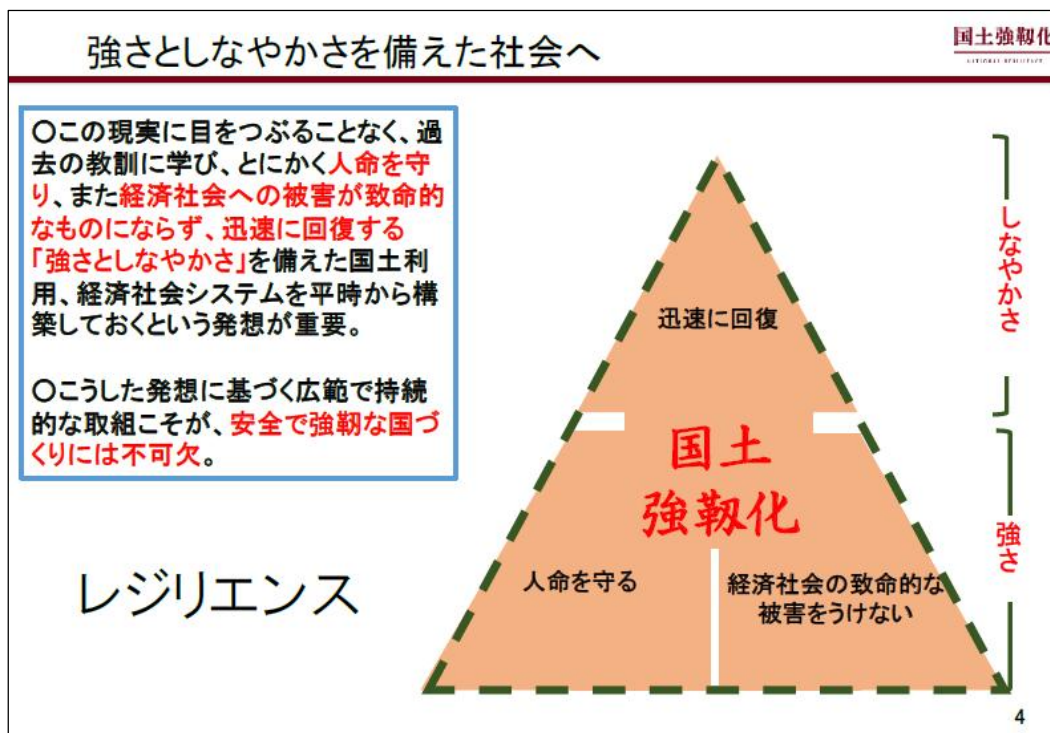 強さとしなやかさを備えた社会へ
国土強靱化
NATIONAL RESILIENCE
〇この現実に目をつぶることなく、過
去の教訓に学び、とにかく人命を守
り、また経済社会への被害が致命的
なものにならず、迅速に回復する
「強さとしなやかさ」を備えた国土利
用、経済社会システムを平時から構
築しておくという発想が重要。
〇こうした発想に基づく広範で持続
的な取組こそが、安全で強靭な国づ
くりには不可欠。
レジリエンス
迅速に回復
国土
強靱化
人命を守る
経済社会の致命的な
被害をうけない
しなやかさ
強さ
4